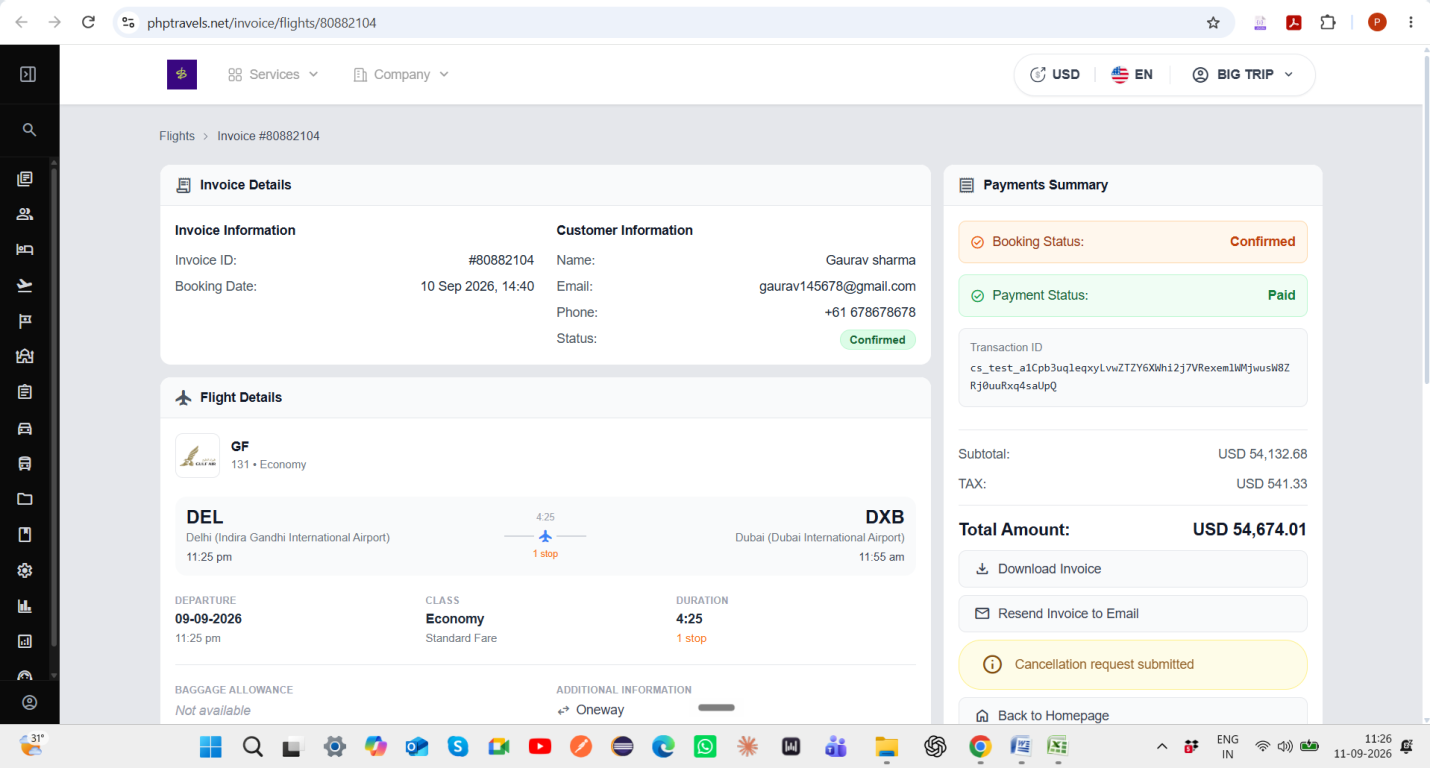 phptravels.net/invoice/flights/80882104
P
Services
Company
USD
EN
BIG TRIP
Flights > Invoice #80882104
Invoice Details
Invoice Information
Invoice ID: #80882104
Booking Date: 10 Sep 2026, 14:40
Customer Information
Name: Gaurav sharma
Email: gaurav145678@gmail.com
Phone: +61 678678678
Status: Confirmed
Flight Details
GULF AIR
GF
131 • Economy
DEL
Delhi (Indira Gandhi International Airport)
11:25 pm
4:25
1 stop
DXB
Dubai (Dubai International Airport)
11:55 am
DEPARTURE
09-09-2026
11:25 pm
CLASS
Economy
Standard Fare
DURATION
4:25
1 stop
BAGGAGE ALLOWANCE
Not available
ADDITIONAL INFORMATION
Oneway
Payments Summary
Booking Status: Confirmed
Payment Status: Paid
Transaction ID
cs_test_a1Cpb3uqleqxyLvwZTZY6XWhi2j7VRexemlWMjwusW8Z
Rj0uuRxq4saUpQ
Subtotal: USD 54,132.68
TAX: USD 541.33
Total Amount: USD 54,674.01
Download Invoice
Resend Invoice to Email
Cancellation request submitted
Back to Homepage
31°
ENG
IN
11:26
11-09-2026